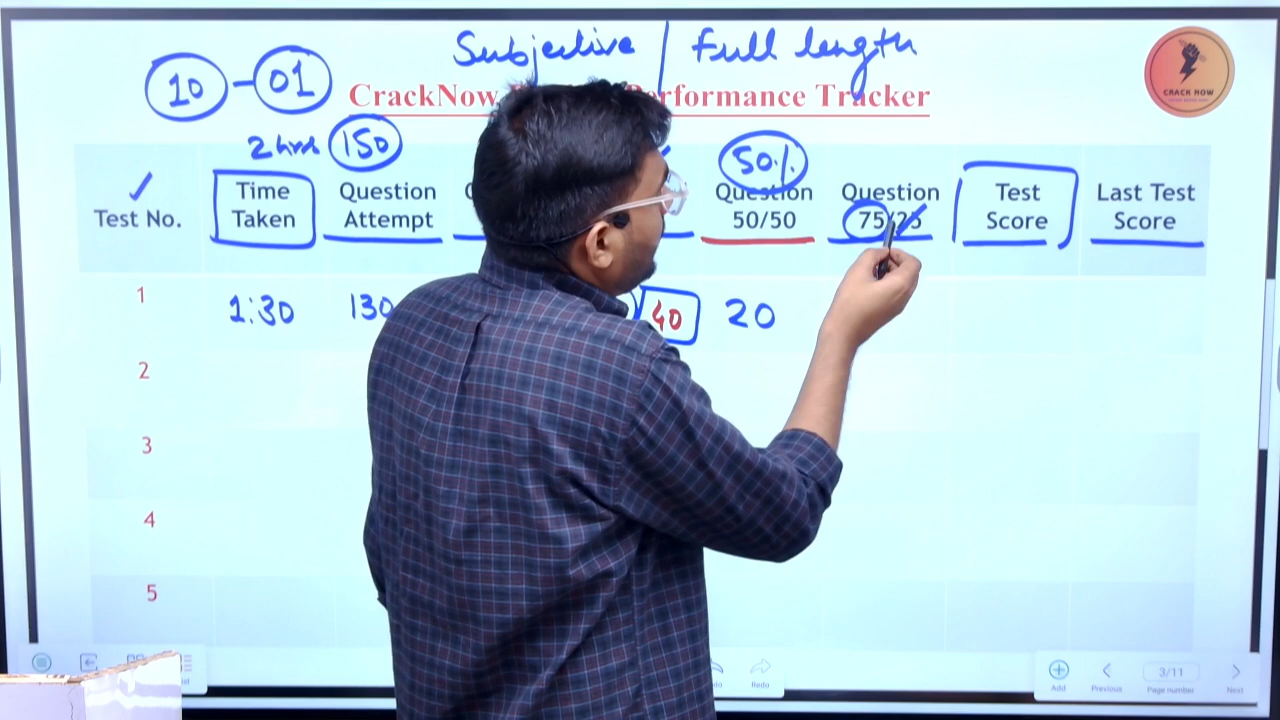 Subjective | Full length
10 - 01
CRACK NOW
CrackNow Performance Tracker
2 hrs 150 50%
Test No. Time Taken Question Attempt Question 50/50 Question 75/25 Test Score Last Test Score
1 1:30 130 40 20
2
3
4
5
Redo Add Previous 3/11 Page number Next